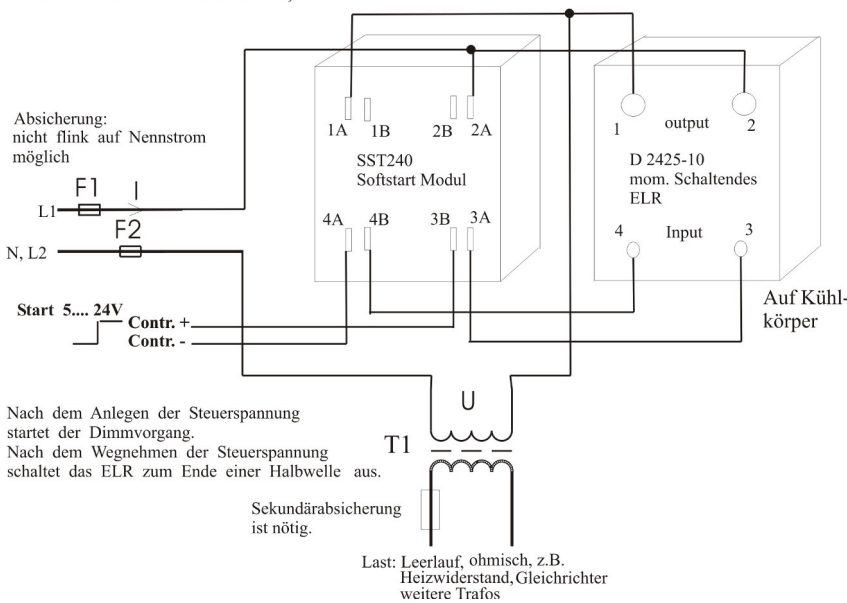 Absicherung:
nicht flink auf Nennstrom
möglich
F1
I
L1
F2
N, L2
Start 5.... 24V
Contr. +
Contr. -
1A
1B
2B
2A
SST240
Softstart Modul
4A
4B
3B
3A
1
output
2
D 2425-10
mom. Schaltendes
ELR
4
Input
3
Auf Kühl-
körper
Nach dem Anlegen der Steuerspannung
startet der Dimmvorgang.
Nach dem Wegnehmen der Steuerspannung
schaltet das ELR zum Ende einer Halbwelle aus.
U
T1
Sekundärabsicherung
ist nötig.
Last: Leerlauf, ohmisch, z.B.
Heizwiderstand, Gleichrichter
weitere Trafos